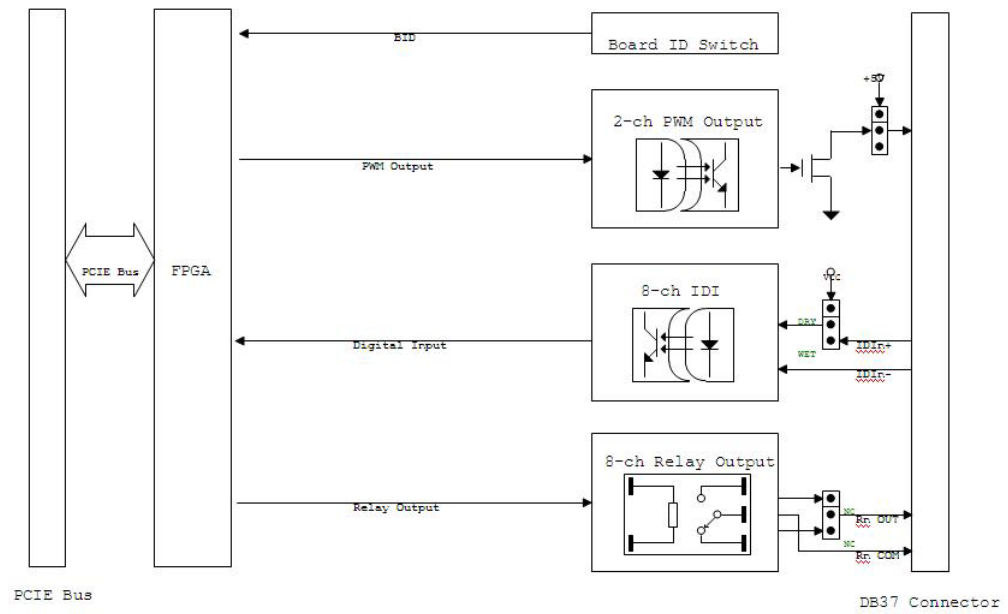 BID
Board ID Switch
+5V
2-ch PWM Output
PWM Output
PCIE Bus
FPGA
8-ch IDI
VCC
DRY
Digital Input
IDIn+
WET
IDIn-
8-ch Relay Output
Relay Output
NC
Rn OUT
NC
Rn COM
PCIE Bus
DB37 Connector